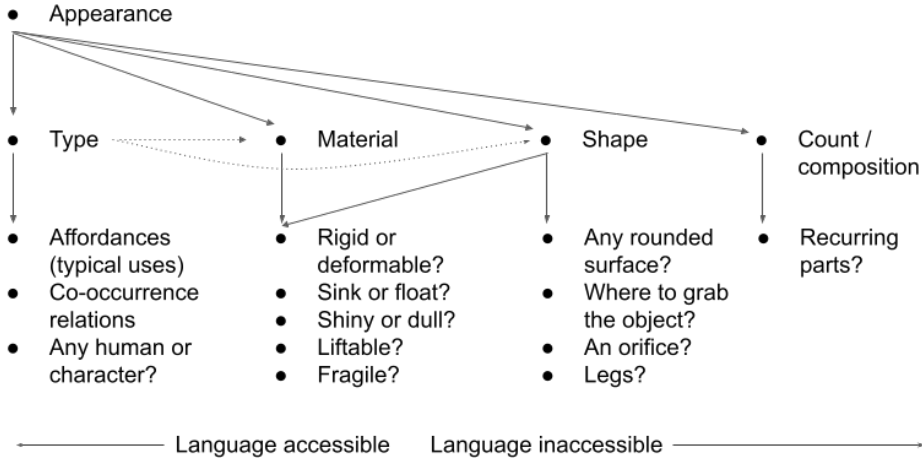 Appearance
Type
Material
Shape
Count /
composition
Affordances
(typical uses)
Co-occurrence
relations
Any human or
character?
Rigid or
deformable?
Sink or float?
Shiny or dull?
Liftable?
Fragile?
Any rounded
surface?
Where to grab
the object?
An orifice?
Legs?
Recurring
parts?
Language accessible
Language inaccessible